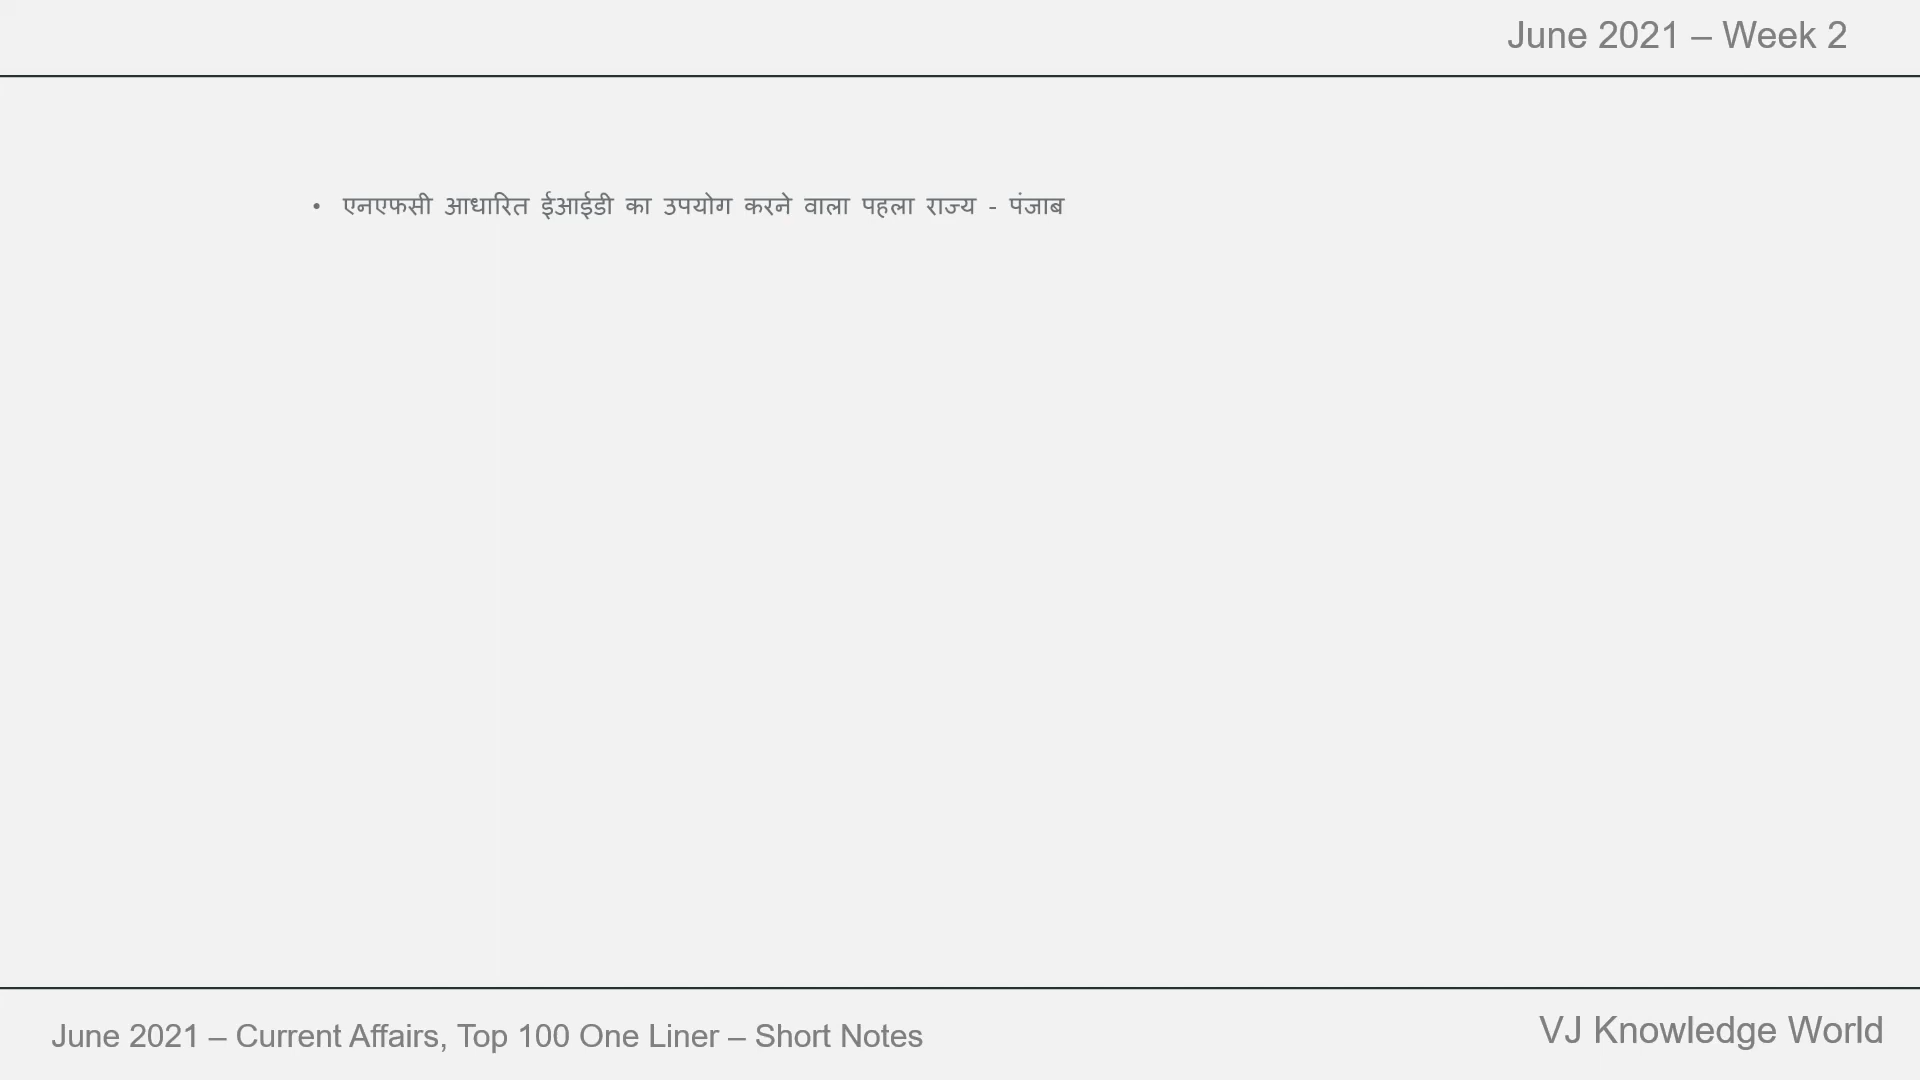 June 2021 – Week 2
• एनएफसी आधारित ईआईडी का उपयोग करने वाला पहला राज्य - पंजाब
June 2021 – Current Affairs, Top 100 One Liner – Short Notes
VJ Knowledge World